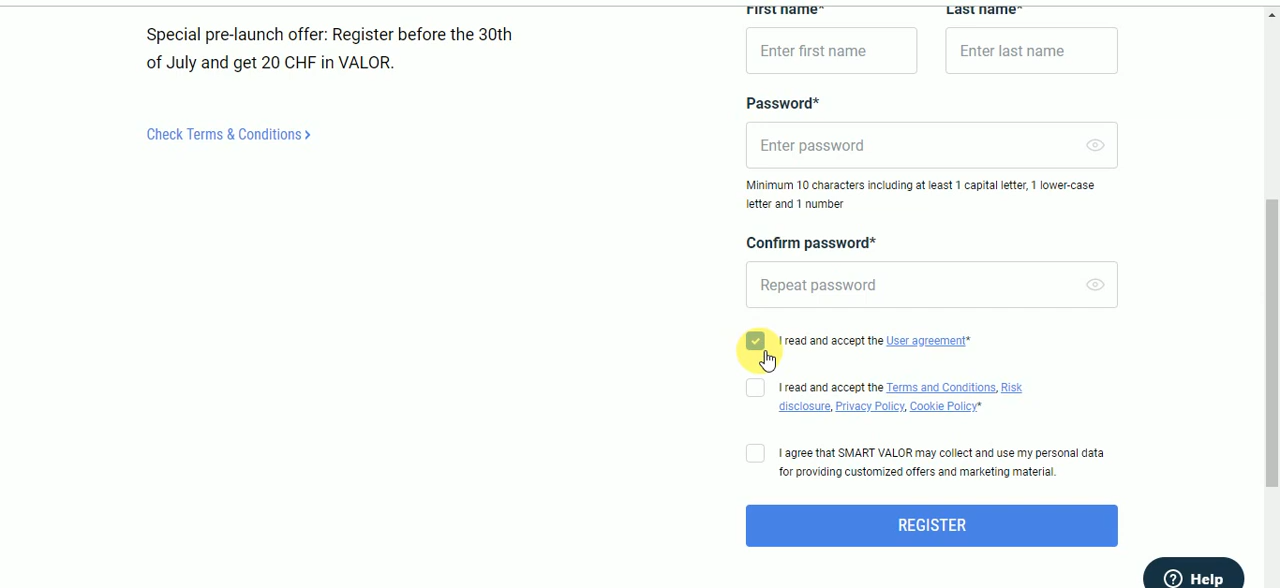 Special pre-launch offer: Register before the 30th
of July and get 20 CHF in VALOR.
Check Terms & Conditions >
First name* Last name*
Enter first name Enter last name
Password*
Enter password
Minimum 10 characters including at least 1 capital letter, 1 lower-case
letter and 1 number
Confirm password*
Repeat password
I read and accept the User agreement*
I read and accept the Terms and Conditions, Risk
disclosure, Privacy Policy, Cookie Policy*
I agree that SMART VALOR may collect and use my personal data
for providing customized offers and marketing material.
REGISTER
? Help